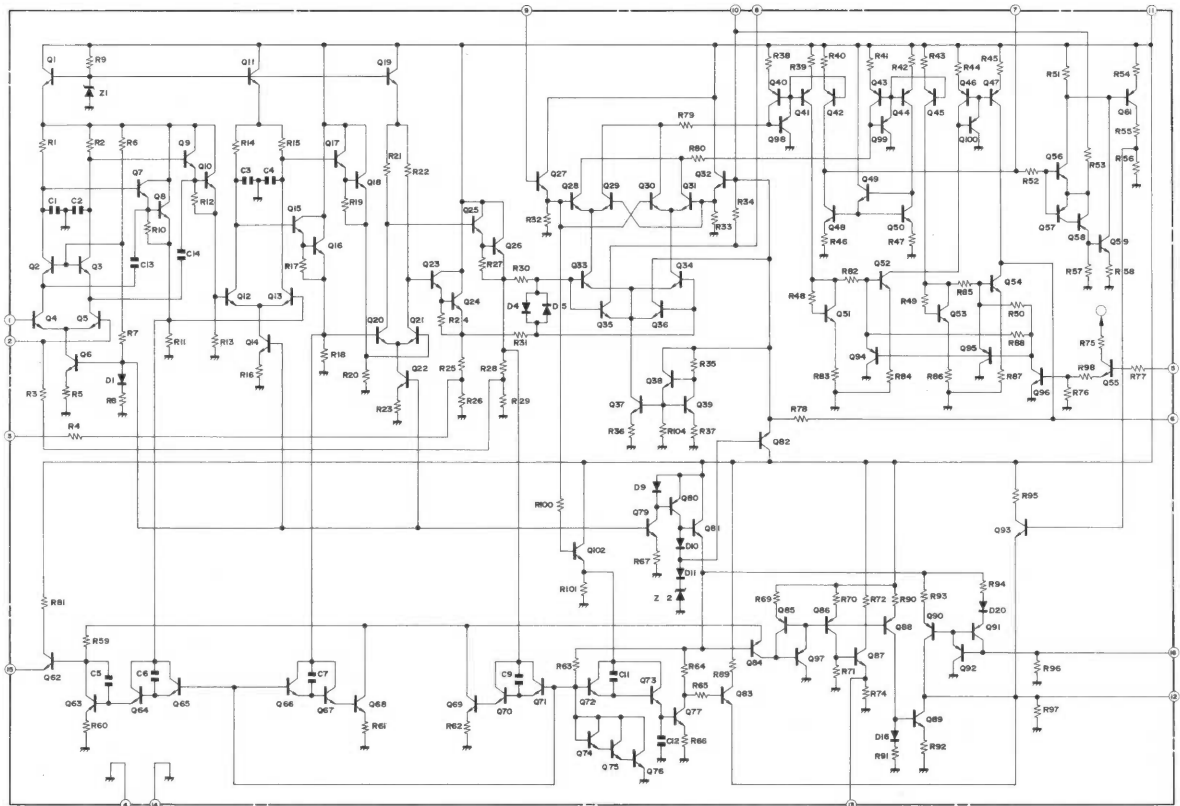 9 10 8 7 11
Q1 R9 Q11 Q19 R38 R39 R40 R41 R42 R43 R44 R45 R51 R54
Z1 Q40 Q41 Q42 Q43 Q44 Q45 Q46 Q47 Q61
R1 R2 R6 Q9 R14 R15 Q17 R79 Q98 Q99 Q100 R55
Q10 Q18 R21 R22 R80 R53 R56
Q7 Q8 R12 C3 C4 R19 Q27 Q28 Q29 Q30 Q31 Q32 Q49 R52 Q56
C1 C2 R10 Q15 Q16 Q25 Q26 R32 R33 R34 Q48 Q50 Q57 Q58 Q59
C14 R17 R27 R46 R47
Q2 Q3 C13 Q23 R30 Q33 Q34 R82 Q52 Q54 R57 R58
Q12 Q13 Q24 D4 D5 Q35 Q36 R48 Q51 R49 R85 Q53 R50
1 Q4 Q5 Q20 Q21 R24 R31 R88 R75
2 R7 R11 R13 Q14 R18 R25 R28 Q38 R35 Q94 Q95 R98 Q55 R77 5
Q6 D1 R16 R20 Q22 R83 R84 R86 R87 Q96 R76
R3 R5 R8 R23 R26 R29 Q37 Q39
3 R4 R36 R104 R37 R78 6
Q82
D9 Q80 R95
R100 Q79 Q81 Q93
Q102 D10
R67 D11
R101 Z2 R94
R81 R69 Q85 Q86 R70 R72 R90 R93 D20
R59 Q88 Q90 Q91
15 Q62 C5 C6 C7 C9 R63 C11 R64 Q84 Q97 R71 Q87 Q92 R96
Q63 Q64 Q65 Q66 Q67 Q68 Q69 Q70 Q71 Q72 Q73 R65 R89 Q83 R74 12
R60 R61 R62 Q77 Q89 R97
Q74 Q75 Q76 C12 R66 D16 R91 R92
4 14